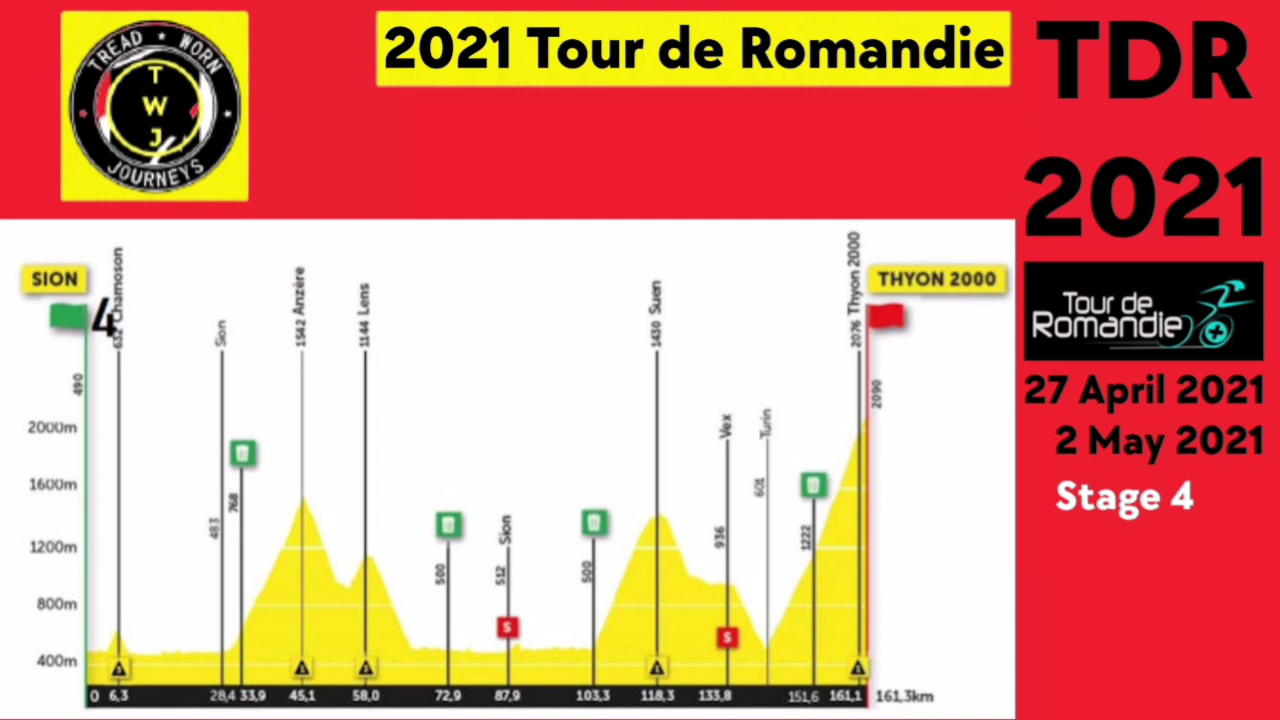 TREAD ★ WORN
T
W
J
JOURNEYS
2021 Tour de Romandie
TDR
2021
Tour de
Romandie
27 April 2021
2 May 2021
Stage 4
SION
4
THYON 2000
632 Chamoson
Sion
1542 Anzère
1144 Lens
1430 Suen
2076 Thyon 2000
490
2090
Vex
Turin
601
768
483
936
1222
Sion
500
512
500
2000m
1600m
1200m
800m
400m
S
S
0 6,3 28,4 33,9 45,1 58,0 72,9 87,9 103,3 118,3 133,8 151,6 161,1 161,3km